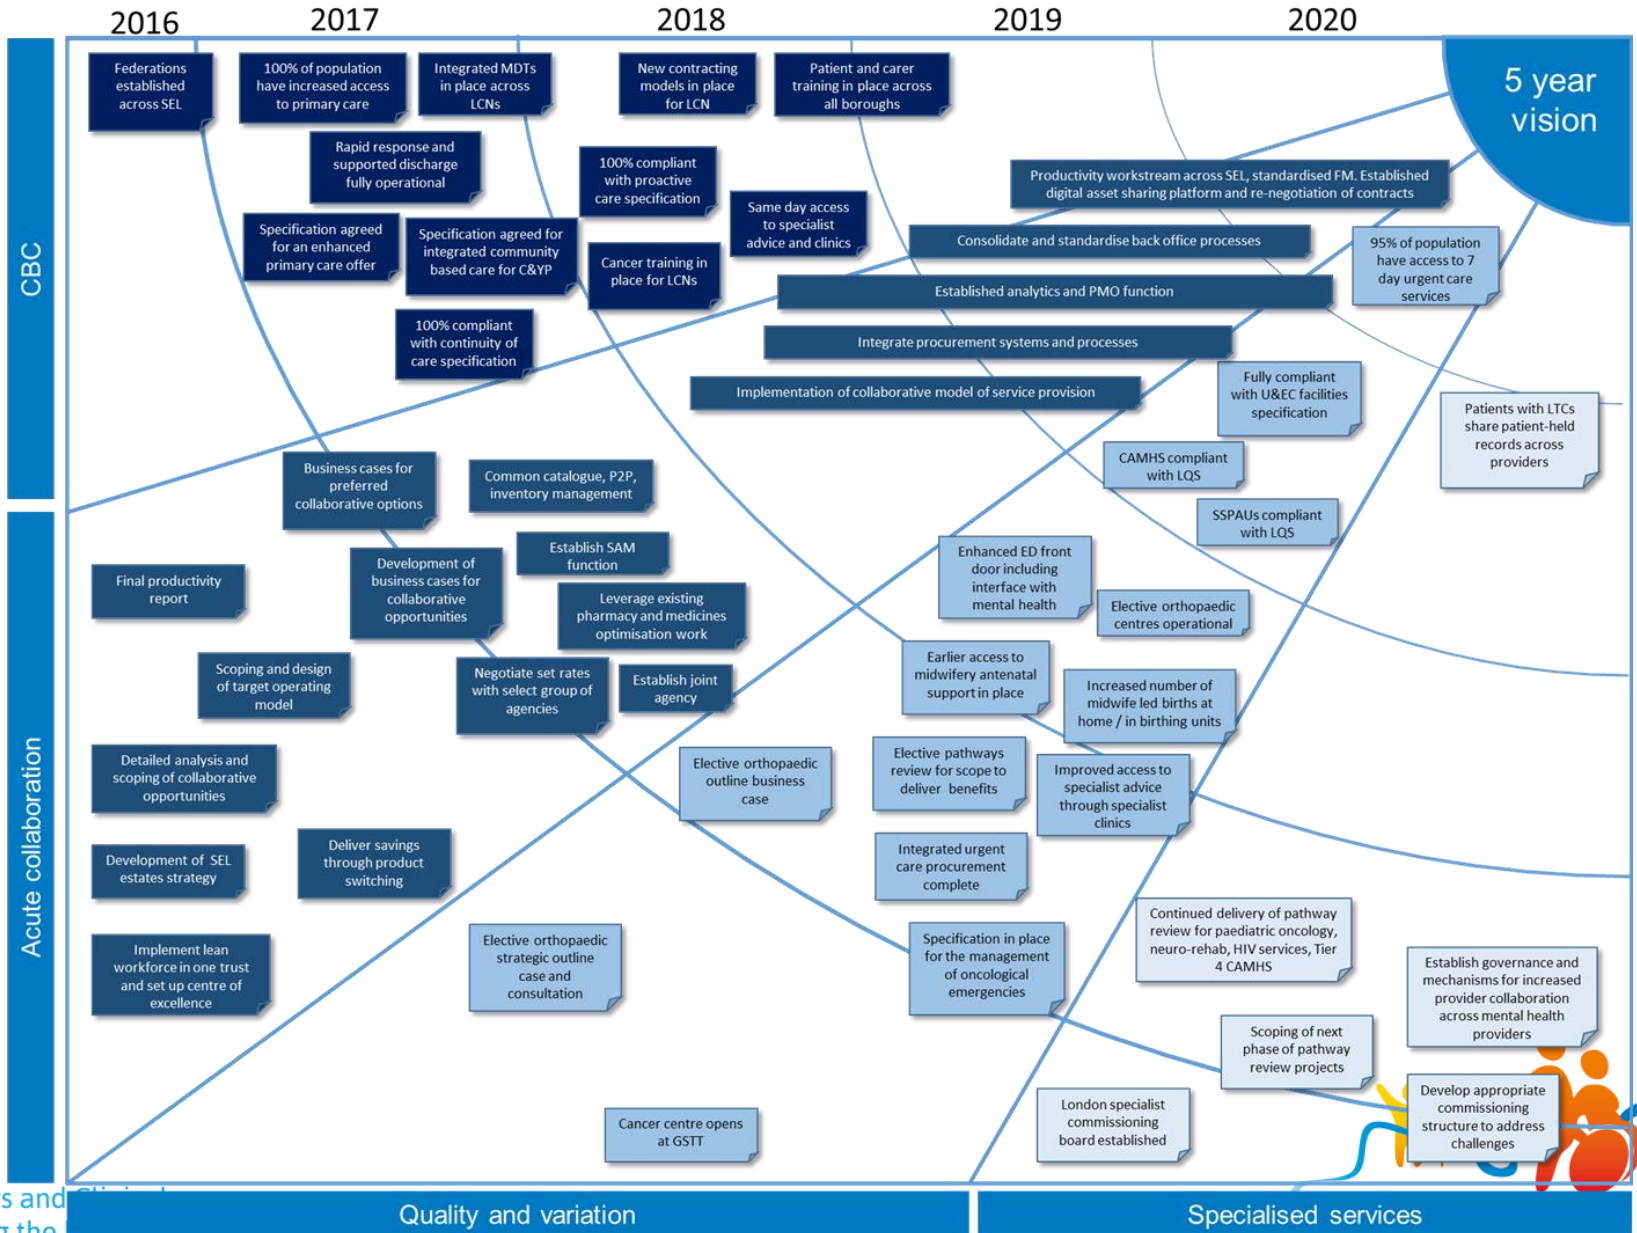 2016
2017
2018
2019
2020
5 year
vision
CBC
Federations
established
across SEL
100% of population
have increased access
to primary care
Integrated MDTs
in place across
LCNs
New contracting
models in place
for LCN
Patient and carer
training in place across
all boroughs
Rapid response and
supported discharge
fully operational
100% compliant
with proactive
care specification
Same day access
to specialist
advice and clinics
Specification agreed
for an enhanced
primary care offer
Specification agreed for
integrated community
based care for C&YP
Cancer training in
place for LCNs
100% compliant
with continuity of
care specification
Productivity workstream across SEL, standardised FM. Established
digital asset sharing platform and re-negotiation of contracts
Consolidate and standardise back office processes
Established analytics and PMO function
Integrate procurement systems and processes
Implementation of collaborative model of service provision
95% of population
have access to 7
day urgent care
services
Fully compliant
with U&EC facilities
specification
Patients with LTCs
share patient-held
records across
providers
CAMHS compliant
with LQS
SSPAUs compliant
with LQS
Acute collaboration
Business cases for
preferred
collaborative options
Common catalogue, P2P,
inventory management
Establish SAM
function
Final productivity
report
Development of
business cases for
collaborative
opportunities
Leverage existing
pharmacy and medicines
optimisation work
Scoping and design
of target operating
model
Negotiate set rates
with select group of
agencies
Establish joint
agency
Detailed analysis and
scoping of collaborative
opportunities
Development of SEL
estates strategy
Deliver savings
through product
switching
Implement lean
workforce in one trust
and set up centre of
excellence
Enhanced ED front
door including
interface with
mental health
Elective orthopaedic
centres operational
Earlier access to
midwifery antenatal
support in place
Increased number of
midwife led births at
home / in birthing units
Elective orthopaedic
outline business
case
Elective pathways
review for scope to
deliver benefits
Improved access to
specialist advice
through specialist
clinics
Integrated urgent
care procurement
complete
Elective orthopaedic
strategic outline
case and
consultation
Specification in place
for the management
of oncological
emergencies
Cancer centre opens
at GSTT
Continued delivery of pathway
review for paediatric oncology,
neuro-rehab, HIV services, Tier
4 CAMHS
Establish governance and
mechanisms for increased
provider collaboration
across mental health
providers
Scoping of next
phase of pathway
review projects
London specialist
commissioning
board established
Develop appropriate
commissioning
structure to address
challenges
s and
g the
Quality and variation
Specialised services